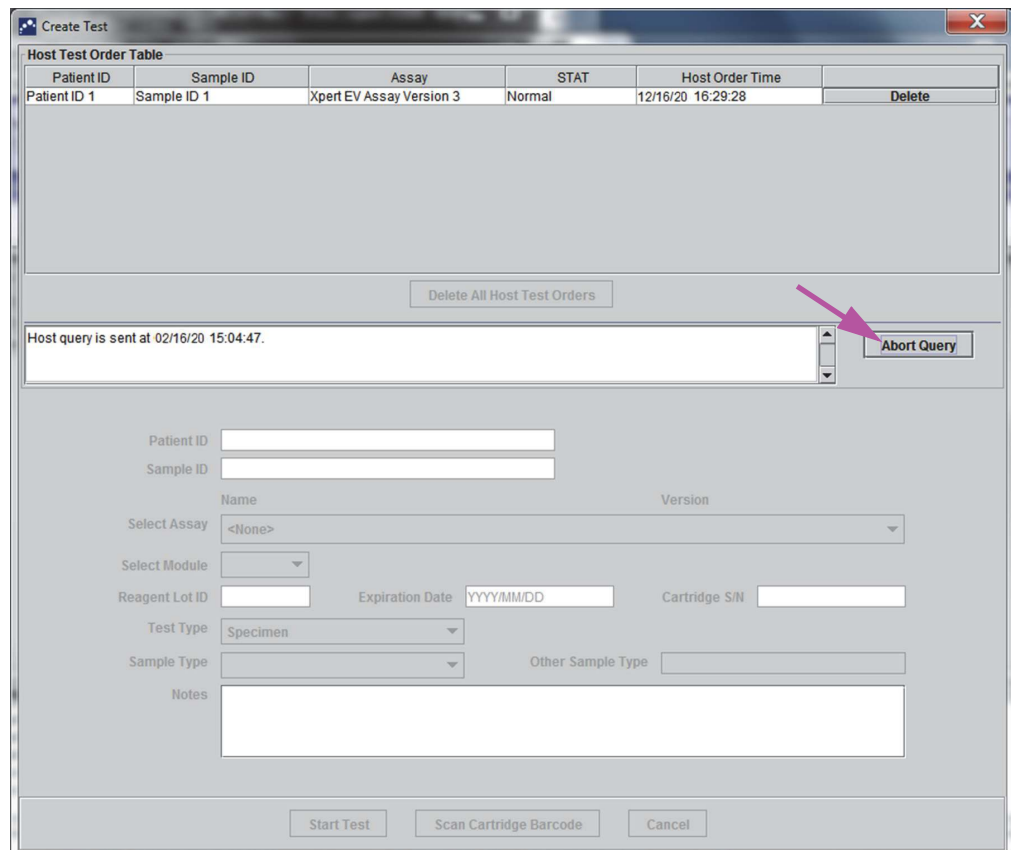 Create Test
Host Test Order Table
Patient ID Sample ID Assay STAT Host Order Time
Patient ID 1 Sample ID 1 Xpert EV Assay Version 3 Normal 12/16/20 16:29:28 Delete
Delete All Host Test Orders
Host query is sent at 02/16/20 15:04:47.
Abort Query
Patient ID
Sample ID
Name Version
Select Assay <None>
Select Module
Reagent Lot ID Expiration Date YYYY/MM/DD Cartridge S/N
Test Type Specimen
Sample Type Other Sample Type
Notes
Start Test Scan Cartridge Barcode Cancel